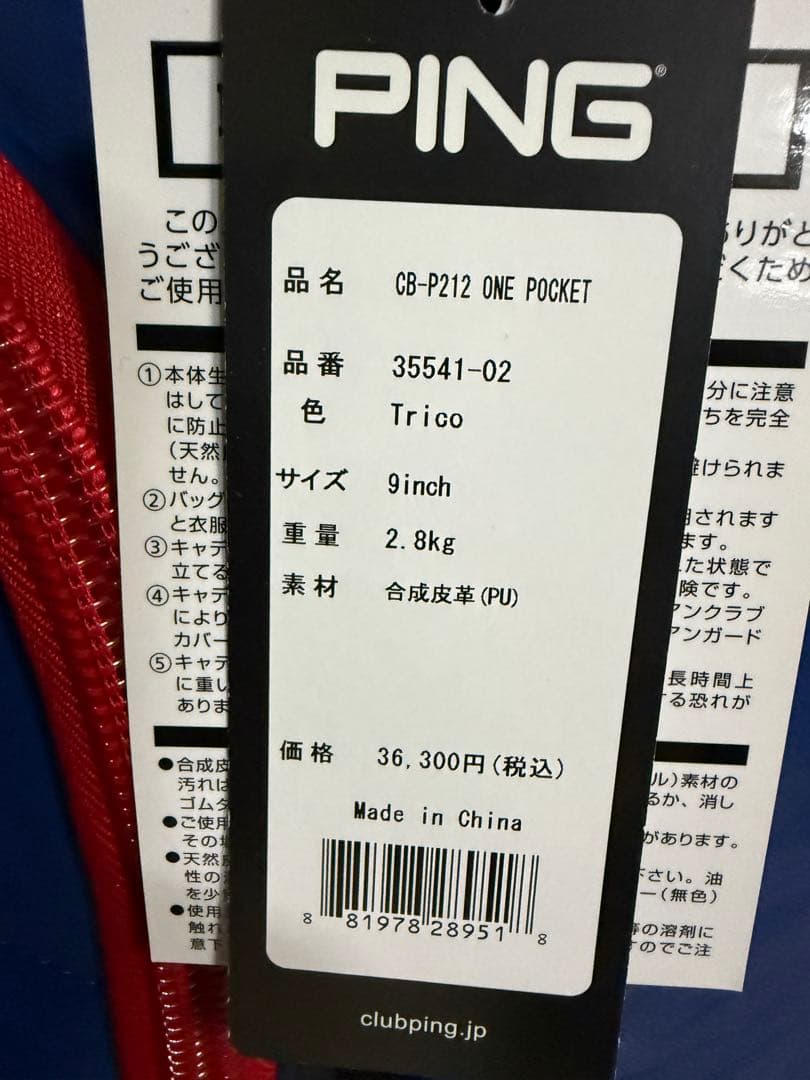 PING®
品名 CB-P212 ONE POCKET
品番 35541-02
色 Trico
サイズ 9inch
重量 2.8kg
素材 合成皮革(PU)
価格 36,300円(税込)
Made in China
8 81978 28951 8
clubping.jp
この
うござ
ご使用
①本体生
はして
に防止
(天然
せん。
②バッグ
と衣服
③キャデ
立てる
④キャデ
により
カバー
⑤キャデ
に重い
ありま
●合成皮
汚れは
ゴムタ
●ご使用
その
●天然
性の
を少
●使用
触れ
意下
ありがと
だくため
分に注意
ちを完全
避けられま
用されます
ます。
た状態で
険です。
アンクラブ
アンガード
長時間上
する恐れが
ル)素材の
るか、消し
があります。
下さい。油
ー(無色)
等の溶剤に
すのでご注